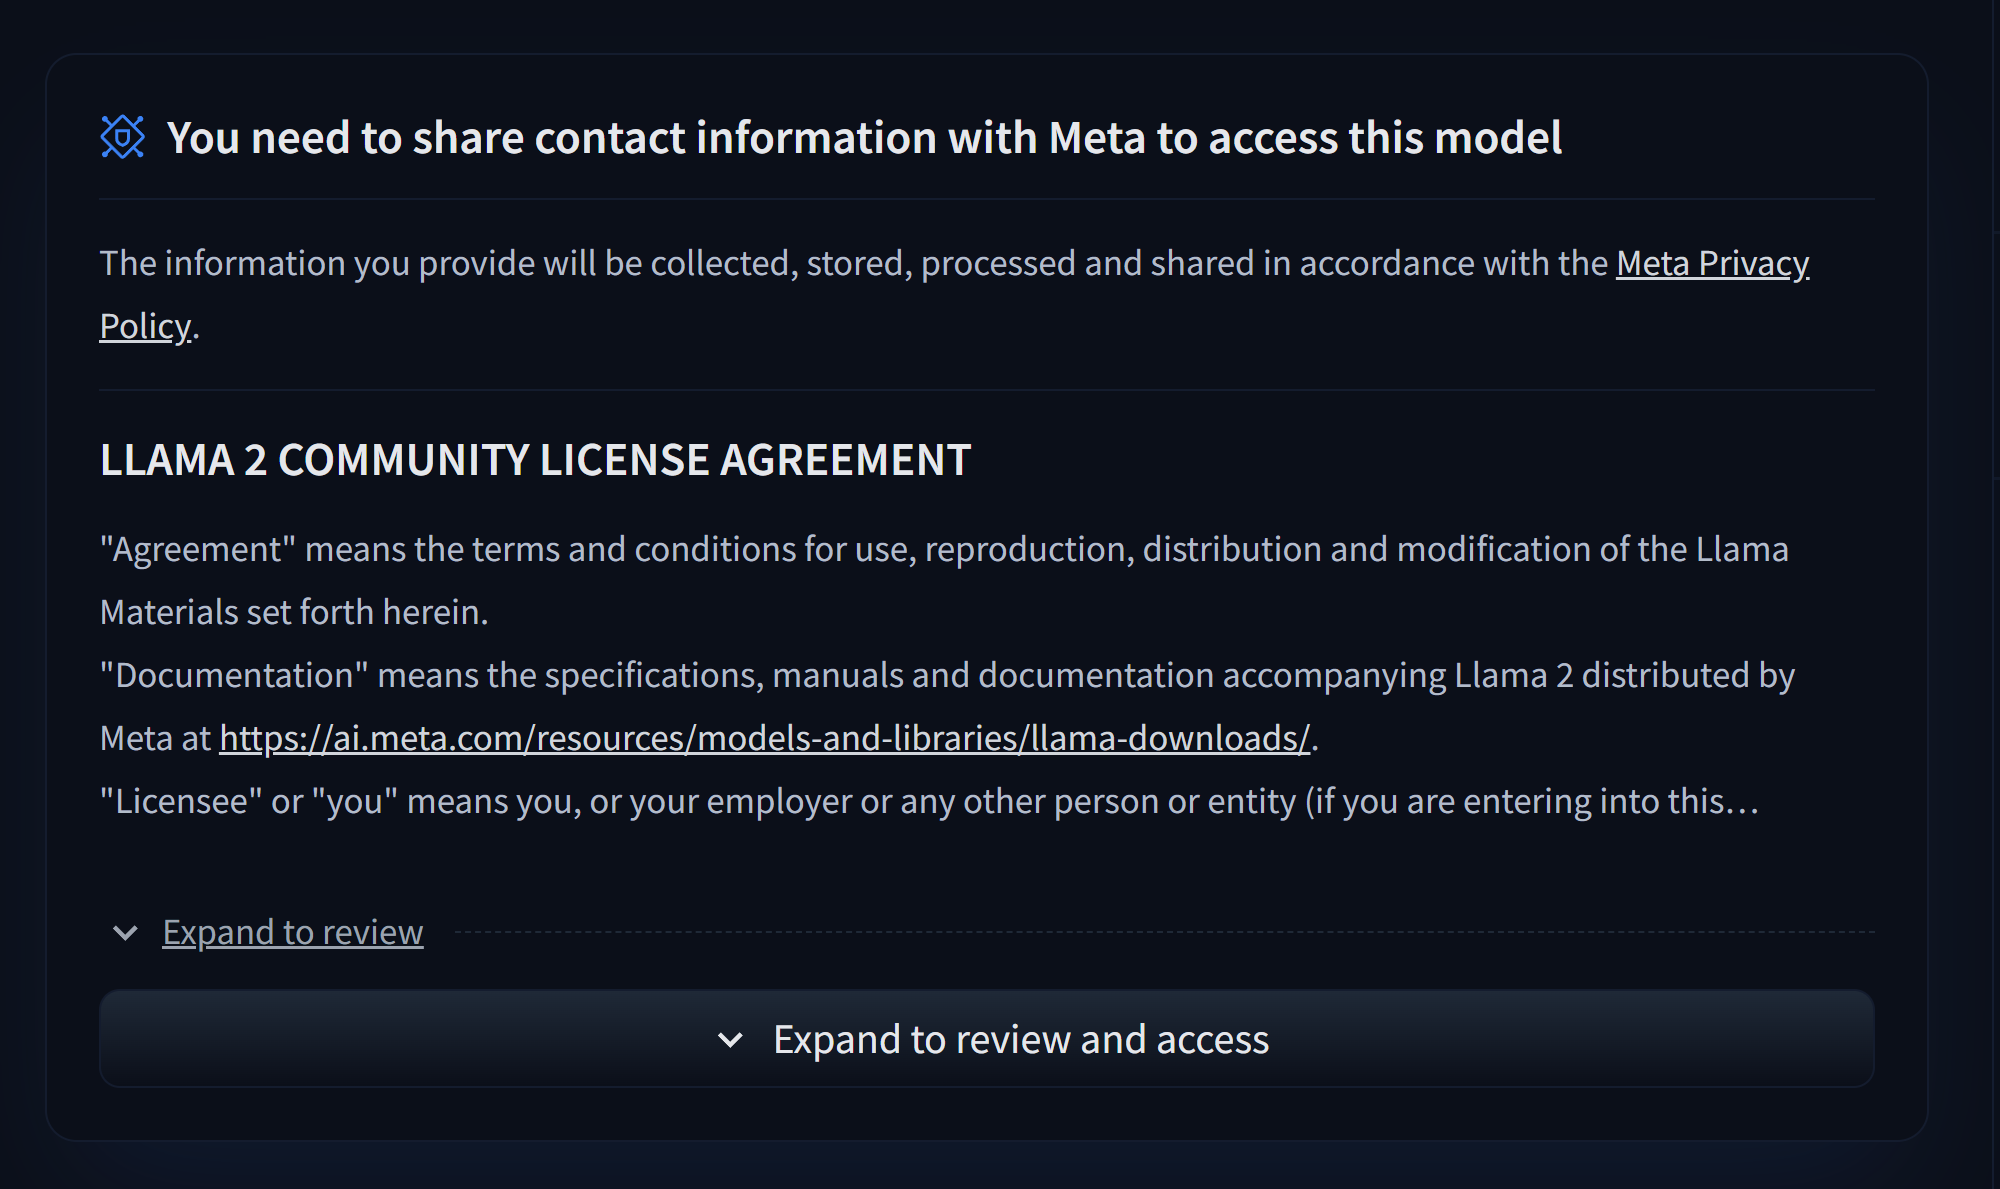 You need to share contact information with Meta to access this model
The information you provide will be collected, stored, processed and shared in accordance with the Meta Privacy
Policy.
LLAMA 2 COMMUNITY LICENSE AGREEMENT
"Agreement" means the terms and conditions for use, reproduction, distribution and modification of the Llama
Materials set forth herein.
"Documentation" means the specifications, manuals and documentation accompanying Llama 2 distributed by
Meta at https://ai.meta.com/resources/models-and-libraries/llama-downloads/.
"Licensee" or "you" means you, or your employer or any other person or entity (if you are entering into this…
Expand to review
Expand to review and access